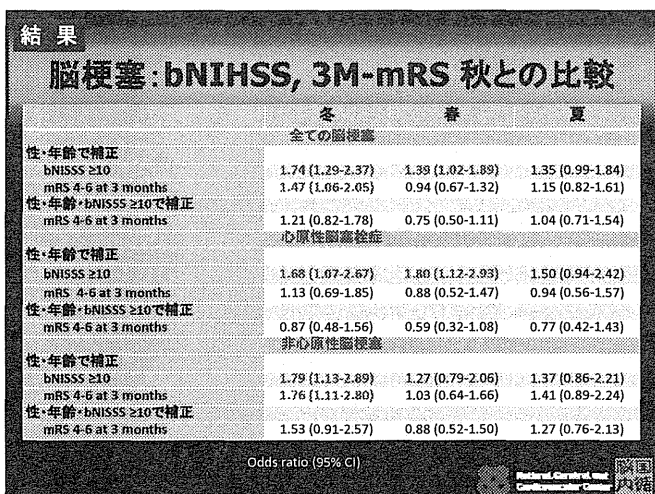 結 果
脳梗塞:bNIHSS, 3M-mRS 秋との比較
冬 春 夏
全ての脳梗塞
性・年齢で補正
bNISSS ≥10 1.74 (1.29-2.37) 1.39 (1.02-1.89) 1.35 (0.99-1.84)
mRS 4-6 at 3 months 1.47 (1.06-2.05) 0.94 (0.67-1.32) 1.15 (0.82-1.61)
性・年齢・bNISSS ≥10で補正
mRS 4-6 at 3 months 1.21 (0.82-1.78) 0.75 (0.50-1.11) 1.04 (0.71-1.54)
心原性脳塞栓症
性・年齢で補正
bNISSS ≥10 1.68 (1.07-2.67) 1.80 (1.12-2.93) 1.50 (0.94-2.42)
mRS 4-6 at 3 months 1.13 (0.69-1.85) 0.88 (0.52-1.47) 0.94 (0.56-1.57)
性・年齢・bNISSS ≥10で補正
mRS 4-6 at 3 months 0.87 (0.48-1.56) 0.59 (0.32-1.08) 0.77 (0.42-1.43)
非心原性脳梗塞
性・年齢で補正
bNISSS ≥10 1.79 (1.13-2.89) 1.27 (0.79-2.06) 1.37 (0.86-2.21)
mRS 4-6 at 3 months 1.76 (1.11-2.80) 1.03 (0.64-1.66) 1.41 (0.89-2.24)
性・年齢・bNISSS ≥10で補正
mRS 4-6 at 3 months 1.53 (0.91-2.57) 0.88 (0.52-1.50) 1.27 (0.76-2.13)
Odds ratio (95% CI)
National Cerebral and
Cardiovascular Center